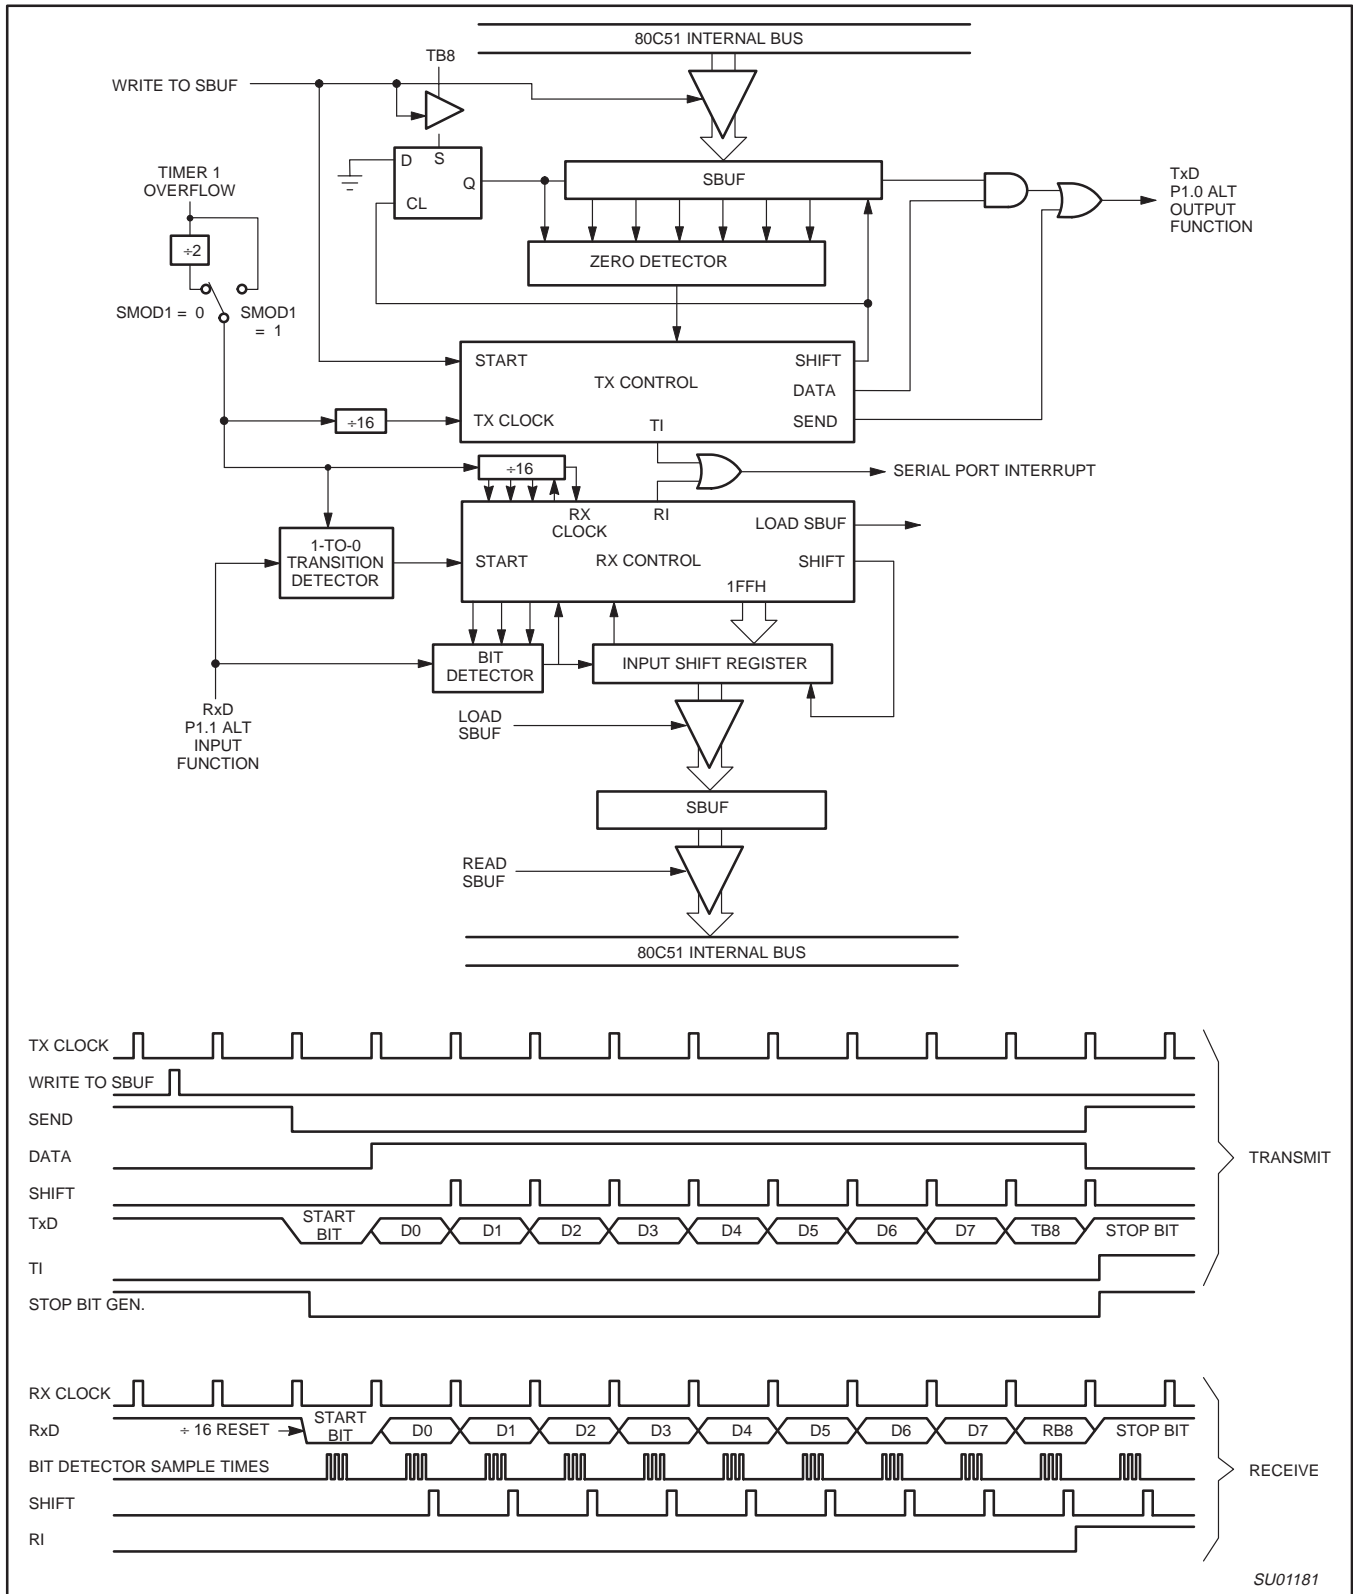 80C51 INTERNAL BUS
TB8
WRITE TO SBUF
D S
Q
CL
TIMER 1
OVERFLOW
÷2
SMOD1 = 0
SMOD1
= 1
SBUF
ZERO DETECTOR
TxD
P1.0 ALT
OUTPUT
FUNCTION
START
SHIFT
TX CONTROL
DATA
÷16
TX CLOCK
TI
SEND
÷16
SERIAL PORT INTERRUPT
RX
CLOCK
RI
LOAD SBUF
1-TO-0
TRANSITION
DETECTOR
START
RX CONTROL
SHIFT
1FFH
BIT
DETECTOR
INPUT SHIFT REGISTER
RxD
P1.1 ALT
INPUT
FUNCTION
LOAD
SBUF
SBUF
READ
SBUF
80C51 INTERNAL BUS
TX CLOCK
WRITE TO SBUF
SEND
DATA
TRANSMIT
SHIFT
TxD
START
BIT
D0 D1 D2 D3 D4 D5 D6 D7 TB8 STOP BIT
TI
STOP BIT GEN.
RX CLOCK
RxD
÷ 16 RESET
START
BIT
D0 D1 D2 D3 D4 D5 D6 D7 RB8 STOP BIT
BIT DETECTOR SAMPLE TIMES
RECEIVE
SHIFT
RI
SU01181